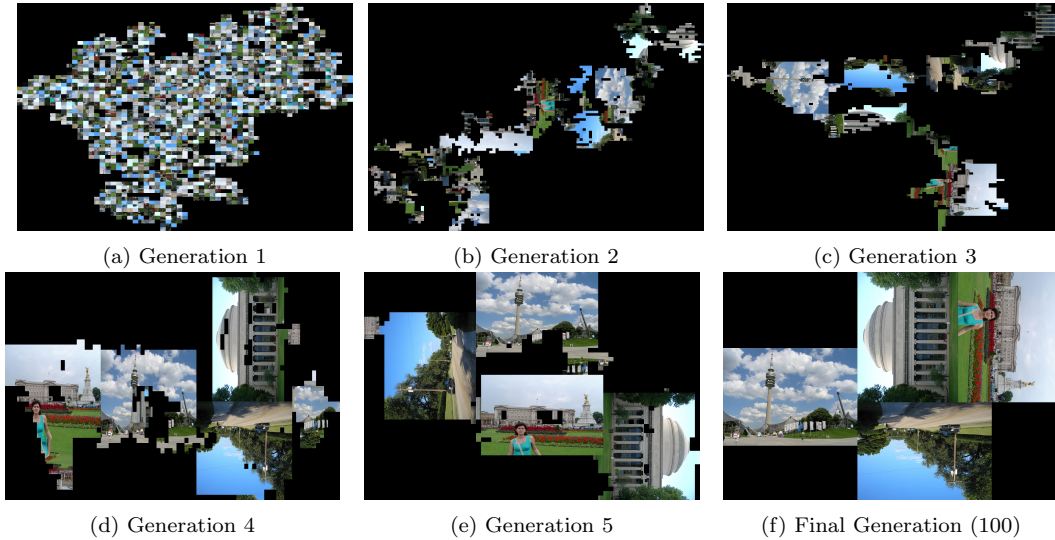 (a) Generation 1
(b) Generation 2
(c) Generation 3
(d) Generation 4
(e) Generation 5
(f) Final Generation (100)